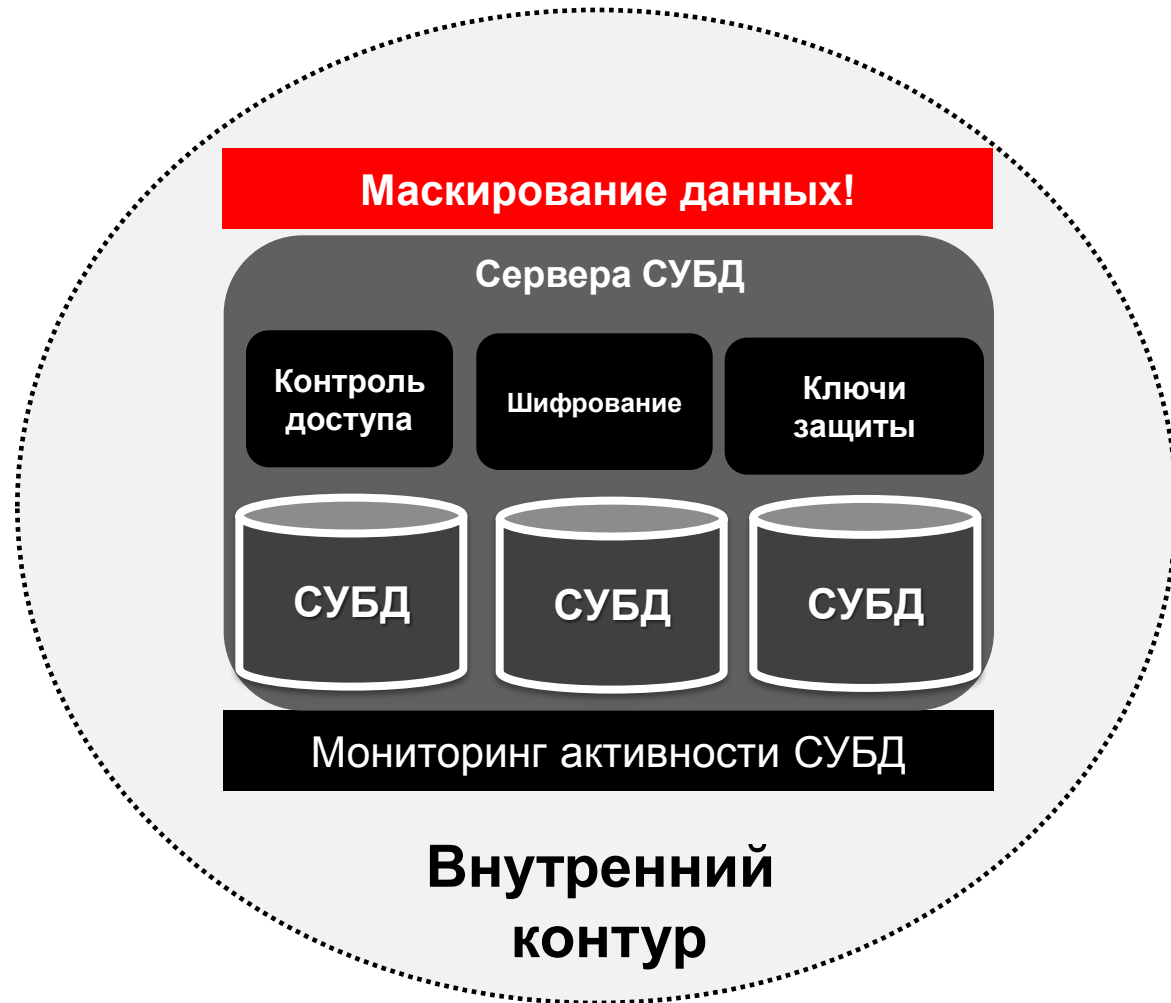 Маскирование данных!
Сервера СУБД
Контроль
доступа
Шифрование
Ключи
защиты
СУБД
СУБД
СУБД
Мониторинг активности СУБД
Внутренний
контур